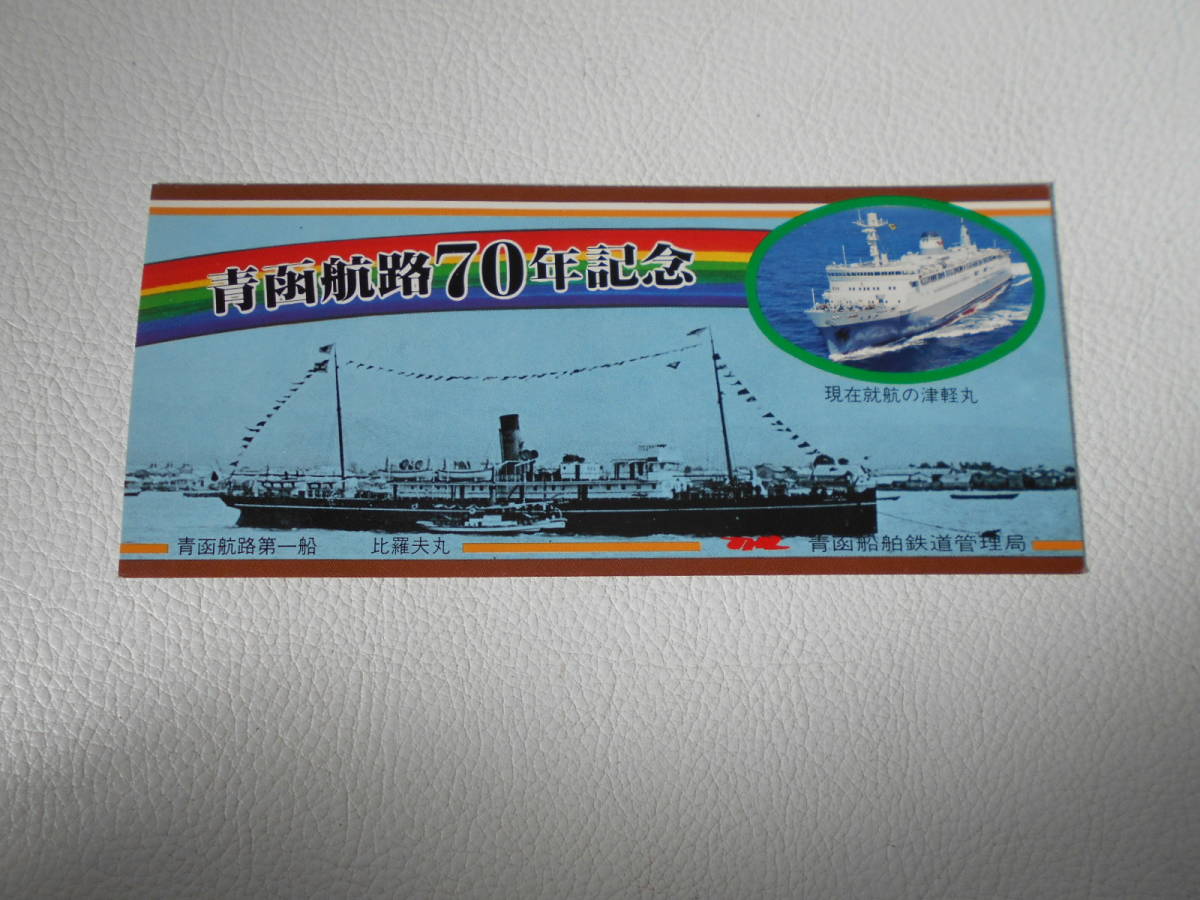 青函航路70年記念
現在就航の津軽丸
青函航路第一船 比羅夫丸
青函船舶鉄道管理局